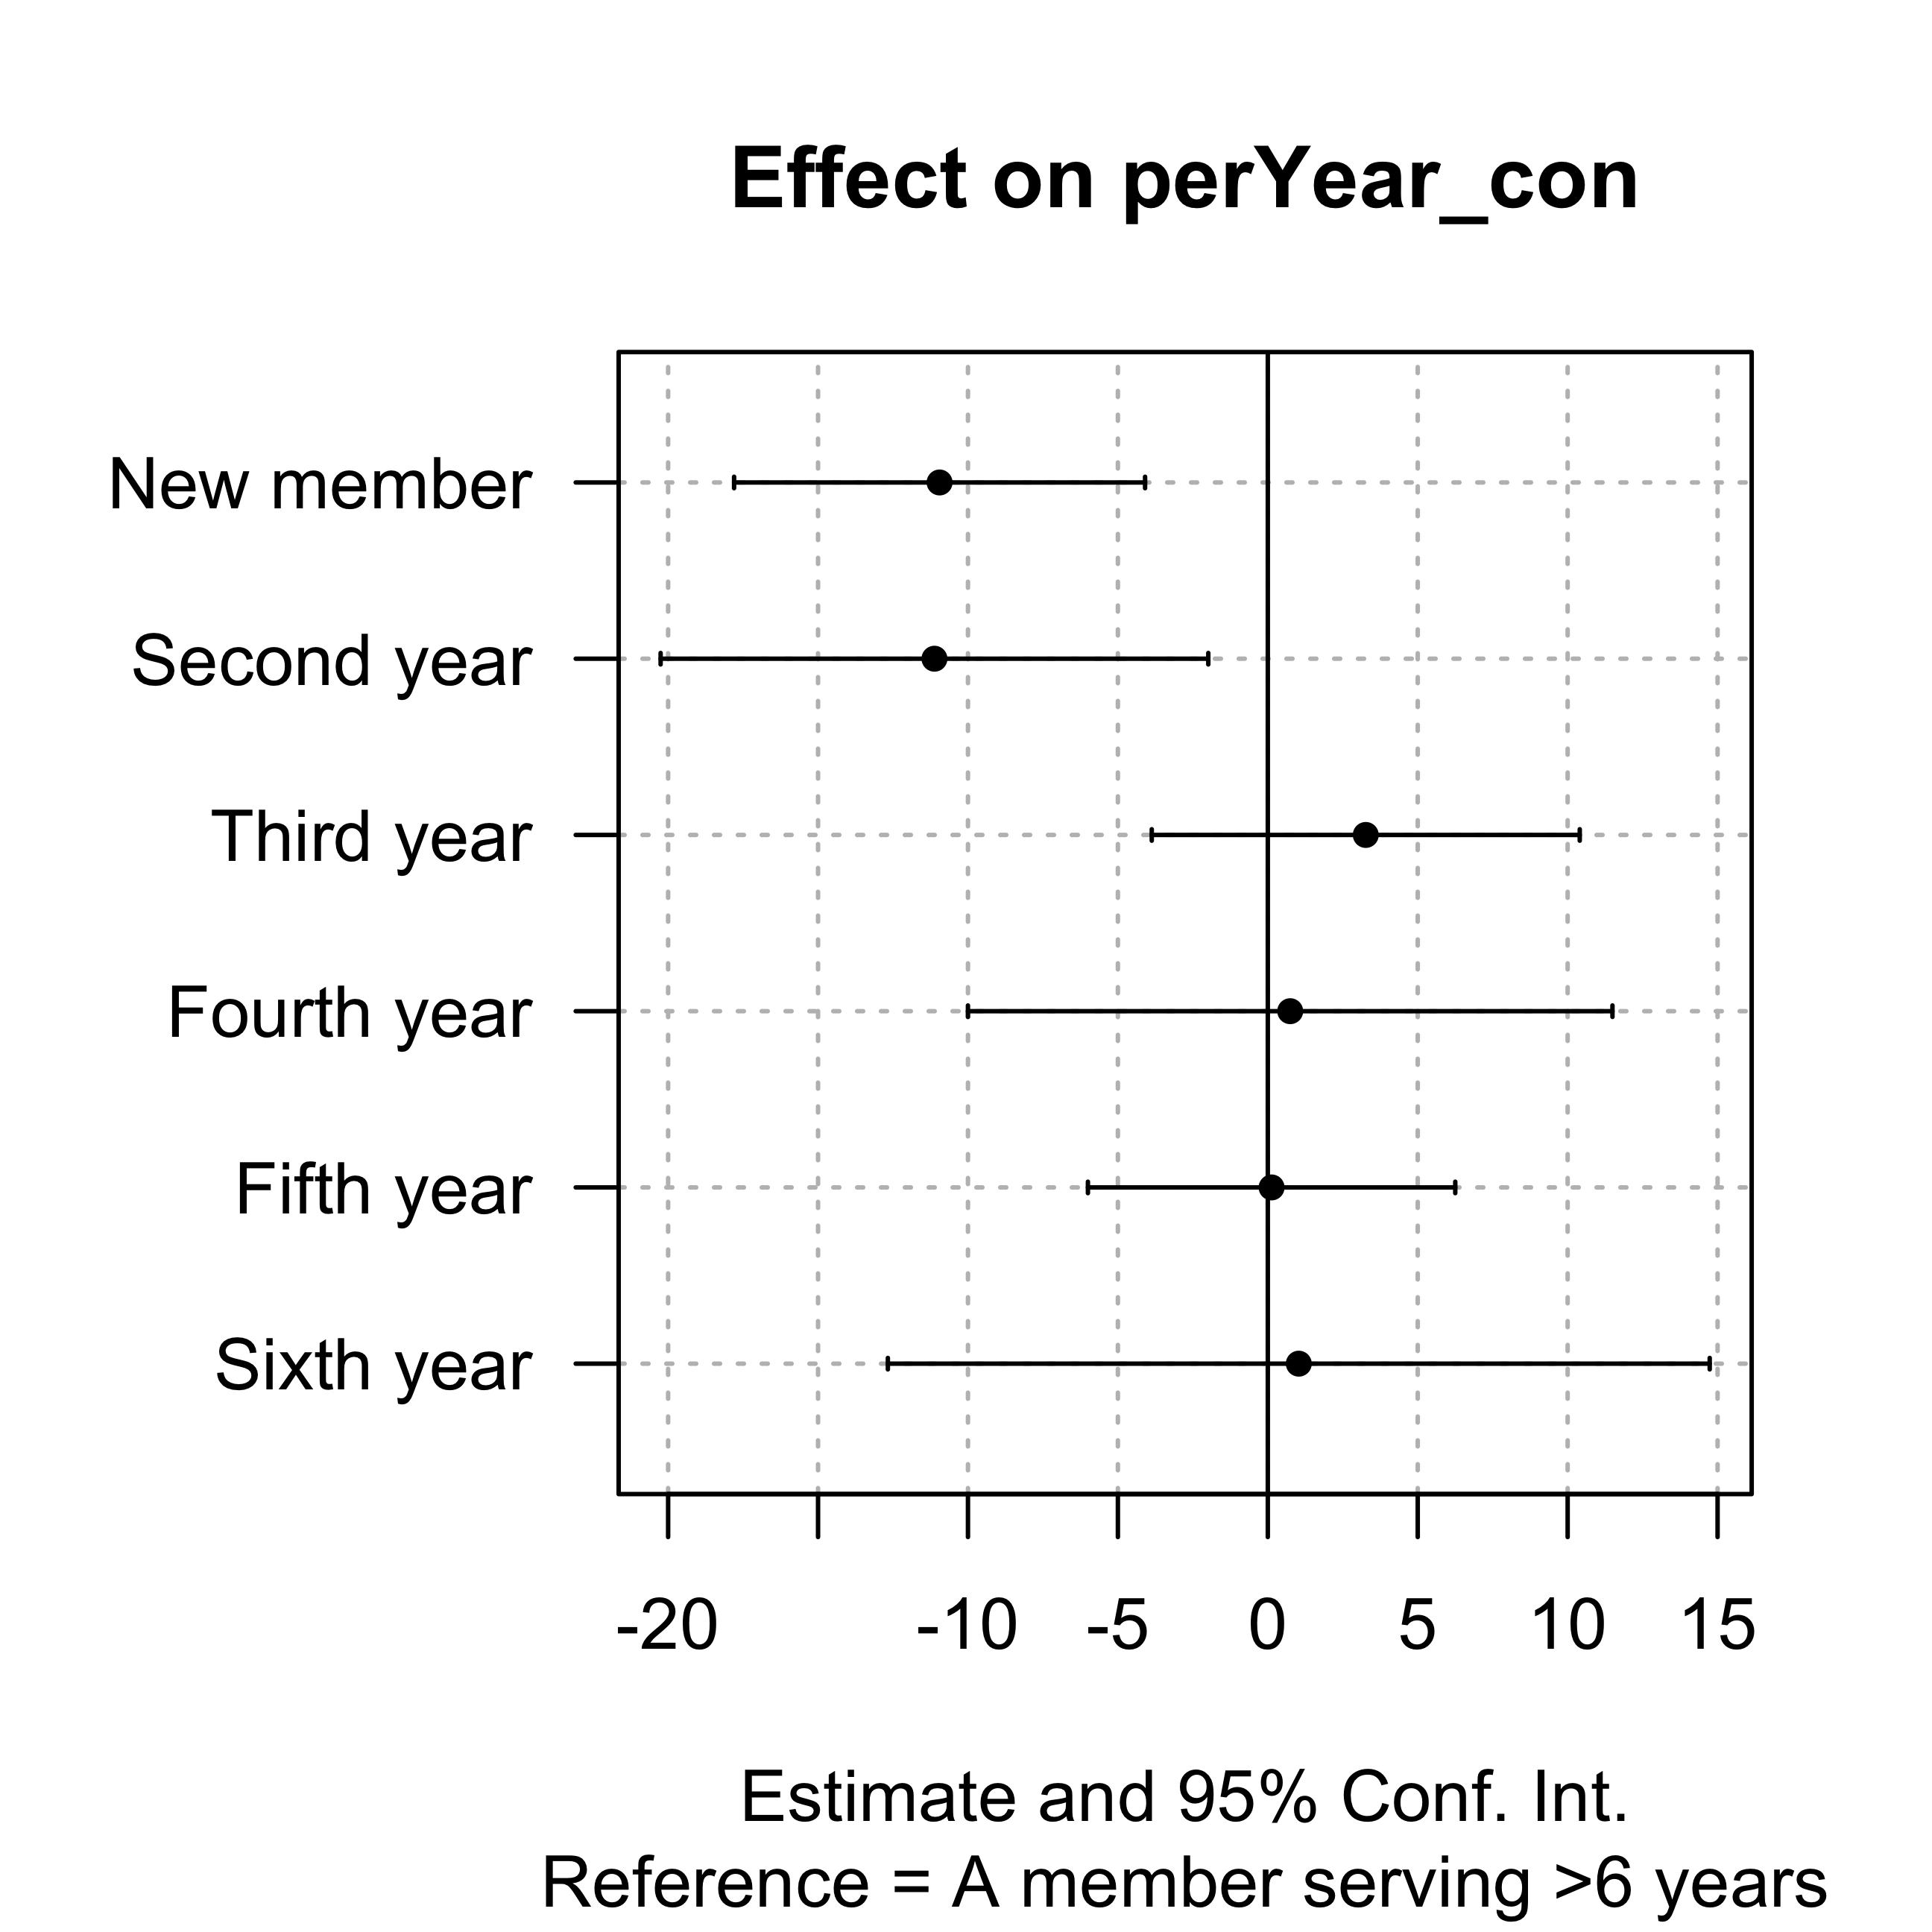 Effect on perYear_con
New member
Second year
Third year
Fourth year
Fifth year
Sixth year
-20 -10 -5 0 5 10 15
Estimate and 95% Conf. Int.
Reference = A member serving >6 years